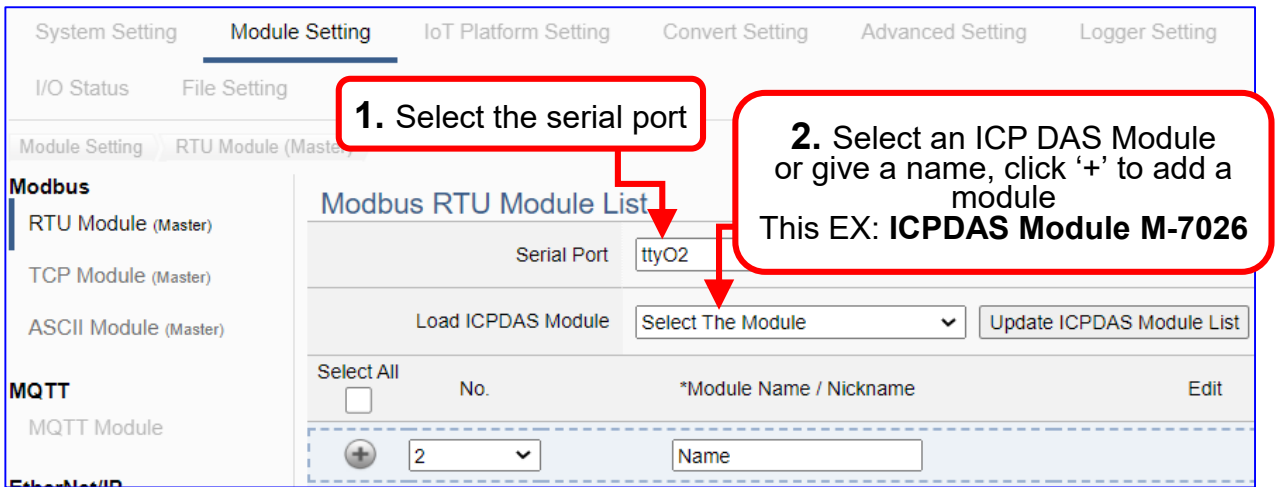 System Setting
Module Setting
IoT Platform Setting
Convert Setting
Advanced Setting
Logger Setting
I/O Status
File Setting
1. Select the serial port
2. Select an ICP DAS Module
or give a name, click ‘+’ to add a
module
This EX: ICPDAS Module M-7026
Module Setting
RTU Module (Master)
Modbus
RTU Module (Master)
TCP Module (Master)
ASCII Module (Master)
MQTT
MQTT Module
EtherNet/IP
Modbus RTU Module List
Serial Port
ttyO2
Load ICPDAS Module
Select The Module
Update ICPDAS Module List
Select All
No.
*Module Name / Nickname
Edit
2
Name